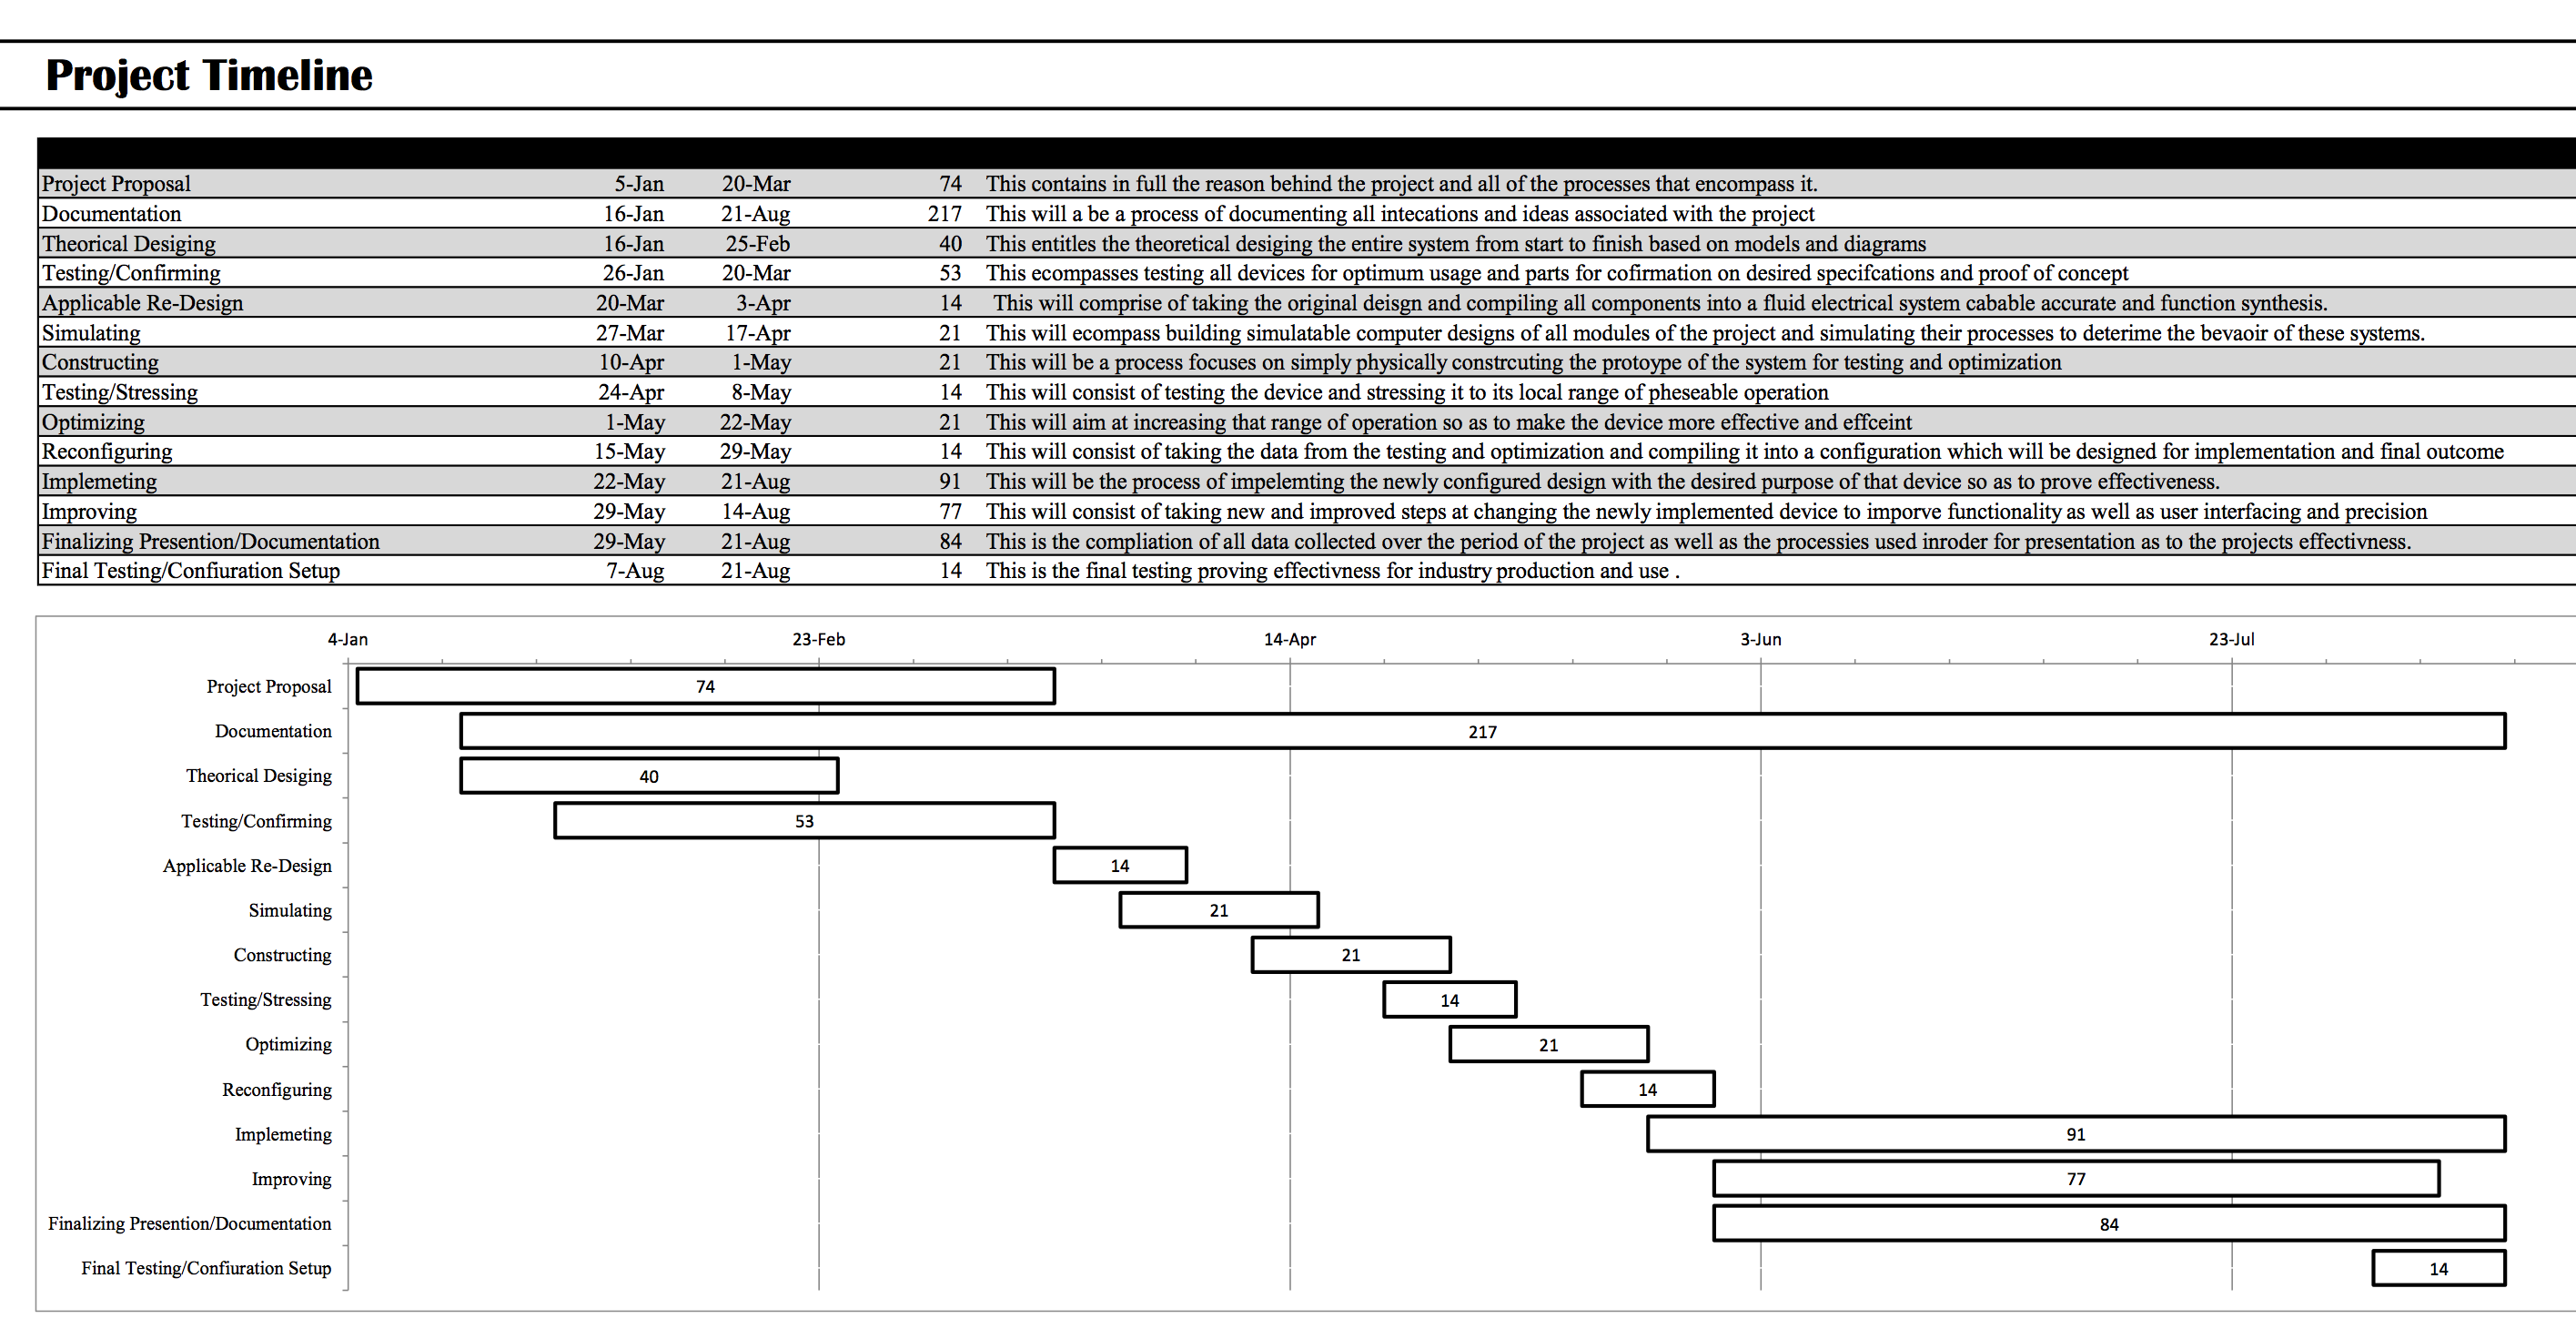 Project Timeline
Project Proposal 5-Jan 20-Mar 74 This contains in full the reason behind the project and all of the processes that encompass it.
Documentation 16-Jan 21-Aug 217 This will a be a process of documenting all intecations and ideas associated with the project
Theorical Desiging 16-Jan 25-Feb 40 This entitles the theoretical desiging the entire system from start to finish based on models and diagrams
Testing/Confirming 26-Jan 20-Mar 53 This ecompasses testing all devices for optimum usage and parts for cofirmation on desired specifcations and proof of concept
Applicable Re-Design 20-Mar 3-Apr 14 This will comprise of taking the original deisgn and compiling all components into a fluid electrical system cabable accurate and function synthesis.
Simulating 27-Mar 17-Apr 21 This will ecompass building simulatable computer designs of all modules of the project and simulating their processes to deterime the bevaoir of these systems.
Constructing 10-Apr 1-May 21 This will be a process focuses on simply physically constrcuting the protoype of the system for testing and optimization
Testing/Stressing 24-Apr 8-May 14 This will consist of testing the device and stressing it to its local range of pheseable operation
Optimizing 1-May 22-May 21 This will aim at increasing that range of operation so as to make the device more effective and effceint
Reconfiguring 15-May 29-May 14 This will consist of taking the data from the testing and optimization and compiling it into a configuration which will be designed for implementation and final outcome
Implemeting 22-May 21-Aug 91 This will be the process of impelemting the newly configured design with the desired purpose of that device so as to prove effectiveness.
Improving 29-May 14-Aug 77 This will consist of taking new and improved steps at changing the newly implemented device to imporve functionality as well as user interfacing and precision
Finalizing Presention/Documentation 29-May 21-Aug 84 This is the compliation of all data collected over the period of the project as well as the processies used inroder for presentation as to the projects effectivness.
Final Testing/Confiuration Setup 7-Aug 21-Aug 14 This is the final testing proving effectivness for industry production and use .
4-Jan 23-Feb 14-Apr 3-Jun 23-Jul
Project Proposal 74
Documentation 217
Theorical Desiging 40
Testing/Confirming 53
Applicable Re-Design 14
Simulating 21
Constructing 21
Testing/Stressing 14
Optimizing 21
Reconfiguring 14
Implemeting 91
Improving 77
Finalizing Presention/Documentation 84
Final Testing/Confiuration Setup 14